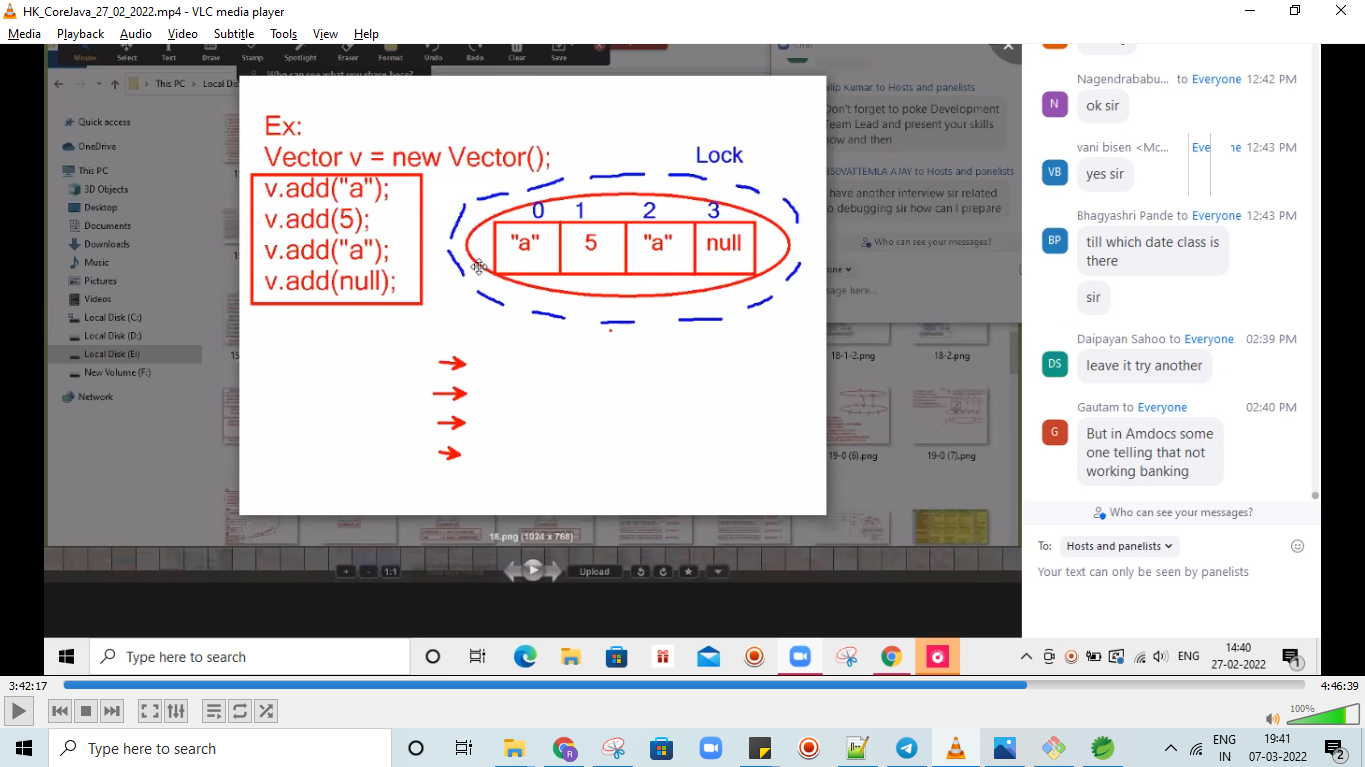 HK_CoreJava_27_02_2022.mp4 - VLC media player
Media Playback Audio Video Subtitle Tools View Help
Mouse Select Text Draw Stamp Spotlight Eraser Format Undo Redo Clear Save
Who can see what you share here?
This PC
Quick access
OneDrive
This PC
3D Objects
Desktop
Downloads
Documents
Music
Pictures
Videos
Local Disk (C:)
Local Disk (D:)
Local Disk (E:)
New Volume (F:)
Network
Ex:
Vector v = new Vector();
v.add("a");
v.add(5);
v.add("a");
v.add(null);
Lock
0 1 2 3
"a" 5 "a" null
18.png (1024 x 768)
1:1
Upload
Kumar to Hosts and panelists
Don't forget to poke Development
Team Lead and present your skills
now and then
AJAY to Hosts and panelists
have another interview sir related
to debugging sir how can I prepare
Who can see your messages?
18-1-2.png 18-2.png
19-0 (6).png 19-0 (7).png
Nagendrababu... to Everyone 12:42 PM
N
ok sir
vani bisen <Mc... Eve ne 12:43 PM
VB
yes sir
Bhagyashri Pande to Everyone 12:43 PM
BP
till which date class is
there
sir
Daipayan Sahoo to Everyone 02:39 PM
DS
leave it try another
Gautam to Everyone 02:40 PM
G
But in Amdocs some
one telling that not
working banking
Who can see your messages?
To: Hosts and panelists
Your text can only be seen by panelists
Type here to search
ENG
14:40
27-02-2022
1
3:42:17
4:46:39
100%
Type here to search
ENG
IN
19:41
07-03-2022
2